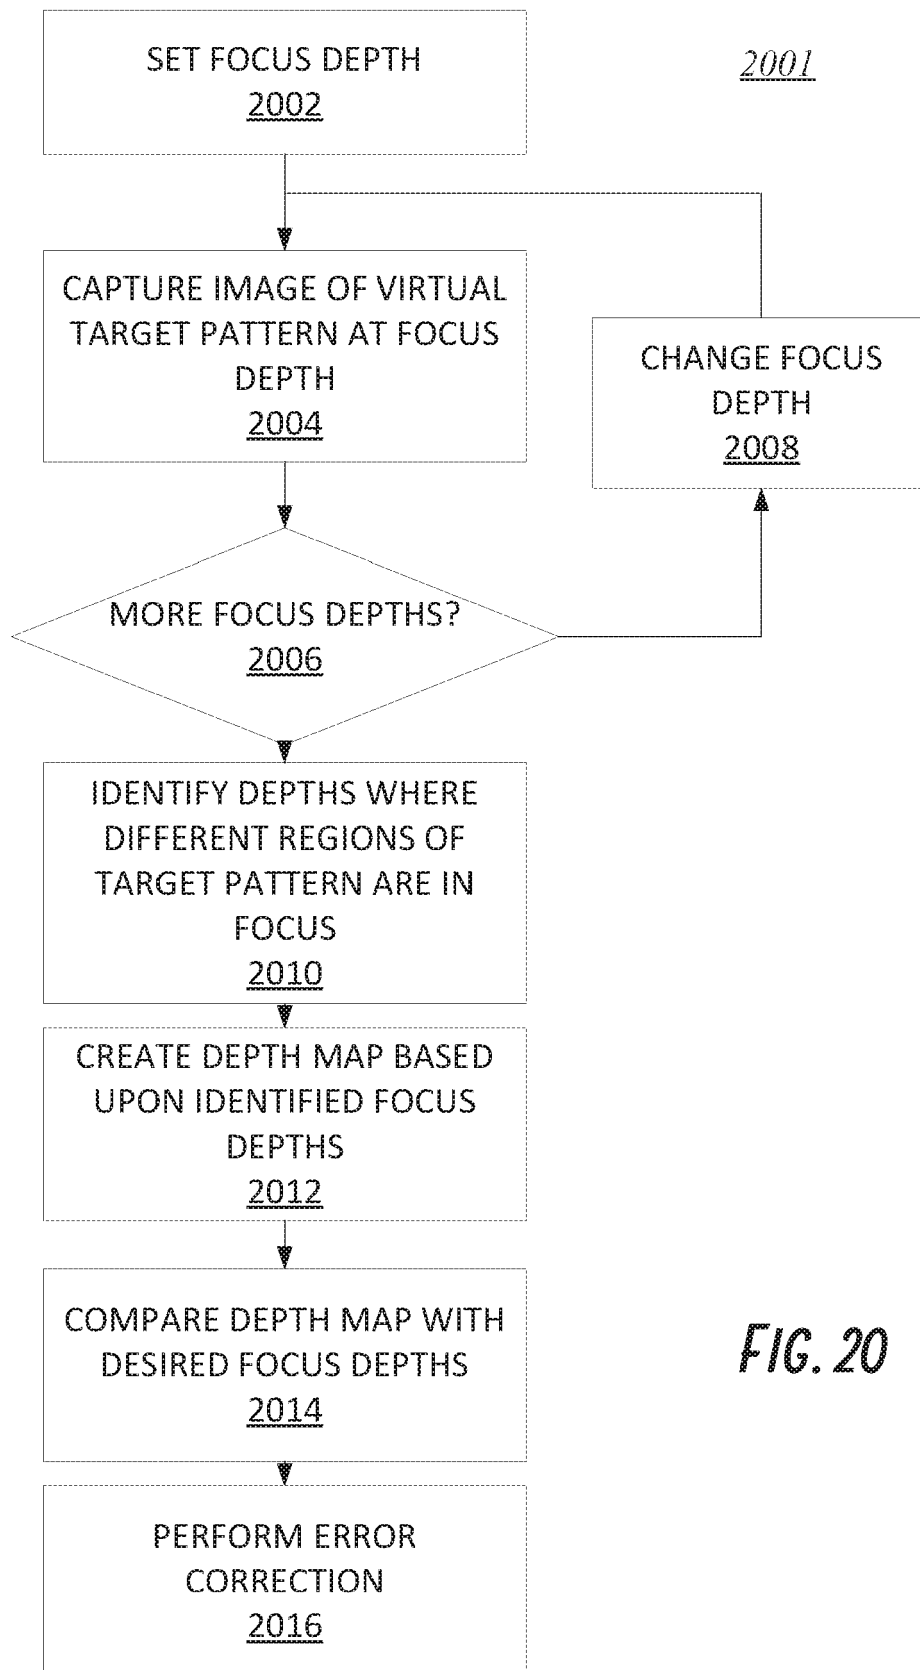 SET FOCUS DEPTH
2002
2001
CAPTURE IMAGE OF VIRTUAL
TARGET PATTERN AT FOCUS
DEPTH
2004
CHANGE FOCUS
DEPTH
2008
MORE FOCUS DEPTHS?
2006
IDENTIFY DEPTHS WHERE
DIFFERENT REGIONS OF
TARGET PATTERN ARE IN
FOCUS
2010
CREATE DEPTH MAP BASED
UPON IDENTIFIED FOCUS
DEPTHS
2012
COMPARE DEPTH MAP WITH
DESIRED FOCUS DEPTHS
2014
FIG. 20
PERFORM ERROR
CORRECTION
2016